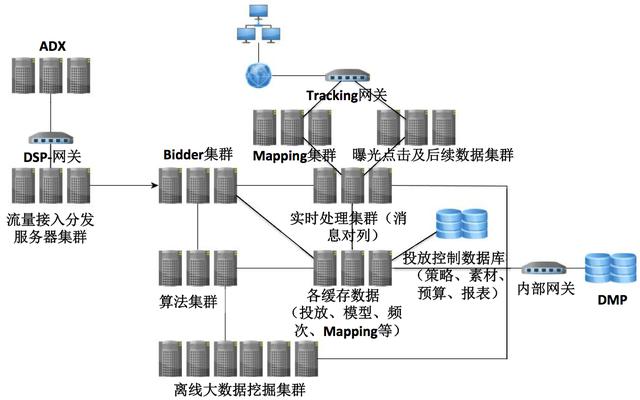 ADX
Tracking网关
DSP-网关
Bidder集群
Mapping集群
曝光点击及后续数据集群
流量接入分发
服务器集群
实时处理集群（消
息对列）
投放控制数据库
（策略、素材、
预算、报表）
算法集群
各缓存数据
（投放、模型、频
次、Mapping等）
内部网关
DMP
离线大数据挖掘集群